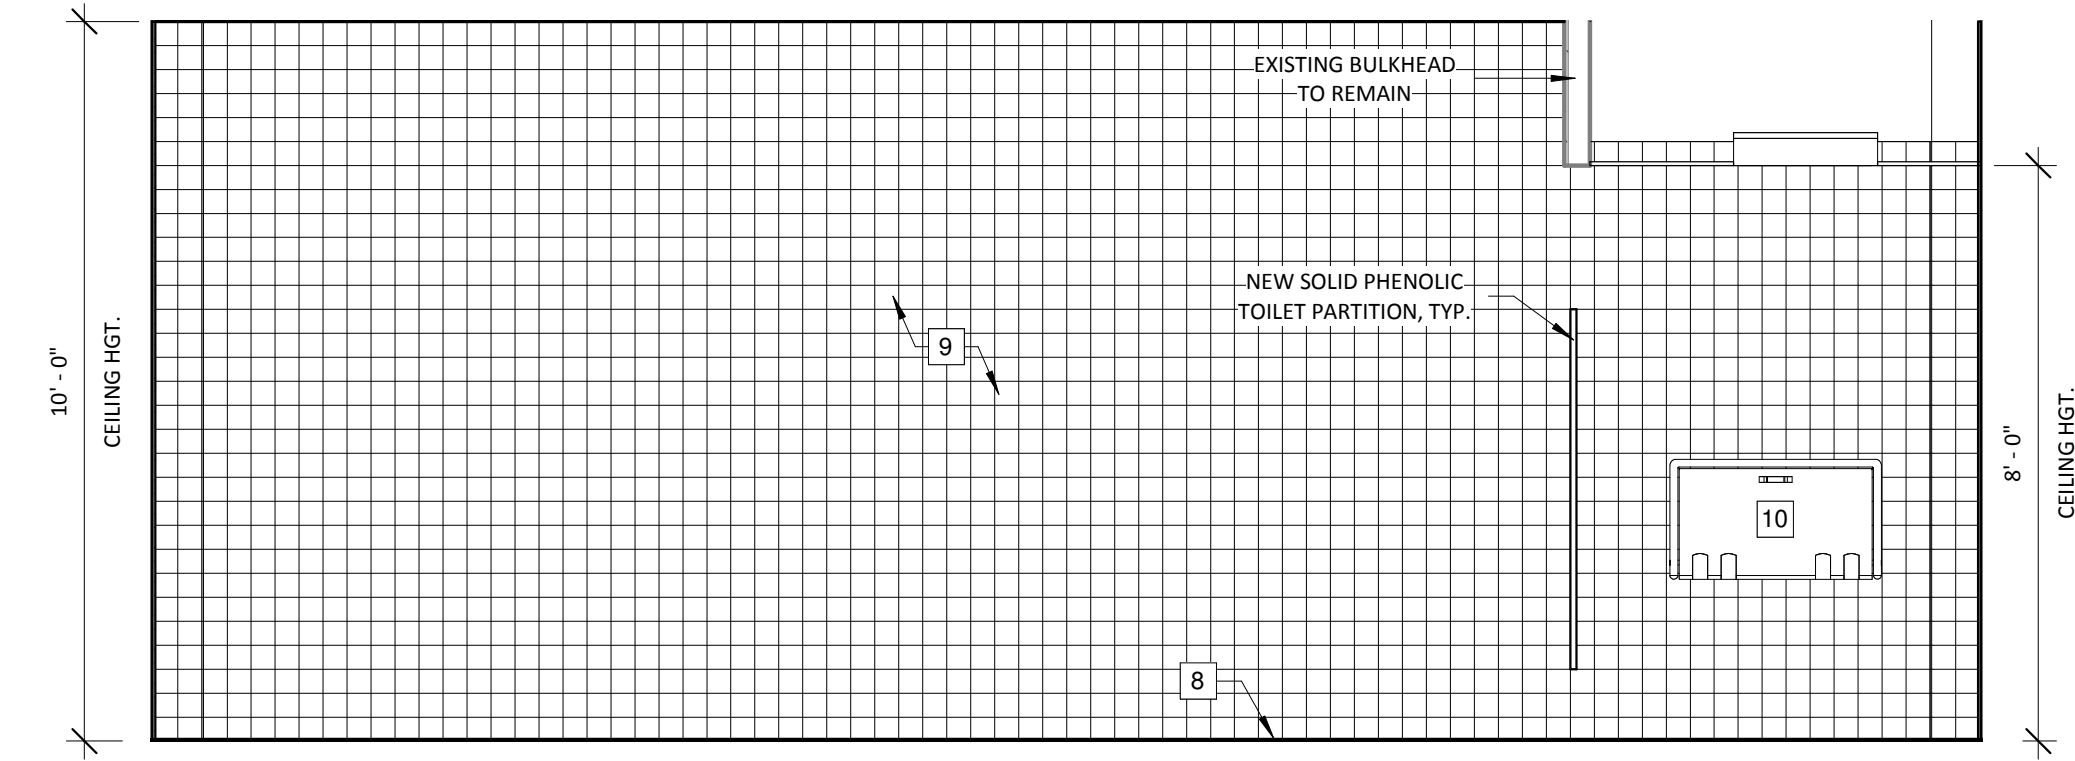 EXISTING BULKHEAD
TO REMAIN
NEW SOLID PHENOLIC
TOILET PARTITION, TYP.
10' - 0"
CEILING HGT.
9
8' - 0"
CEILING HGT.
10
8